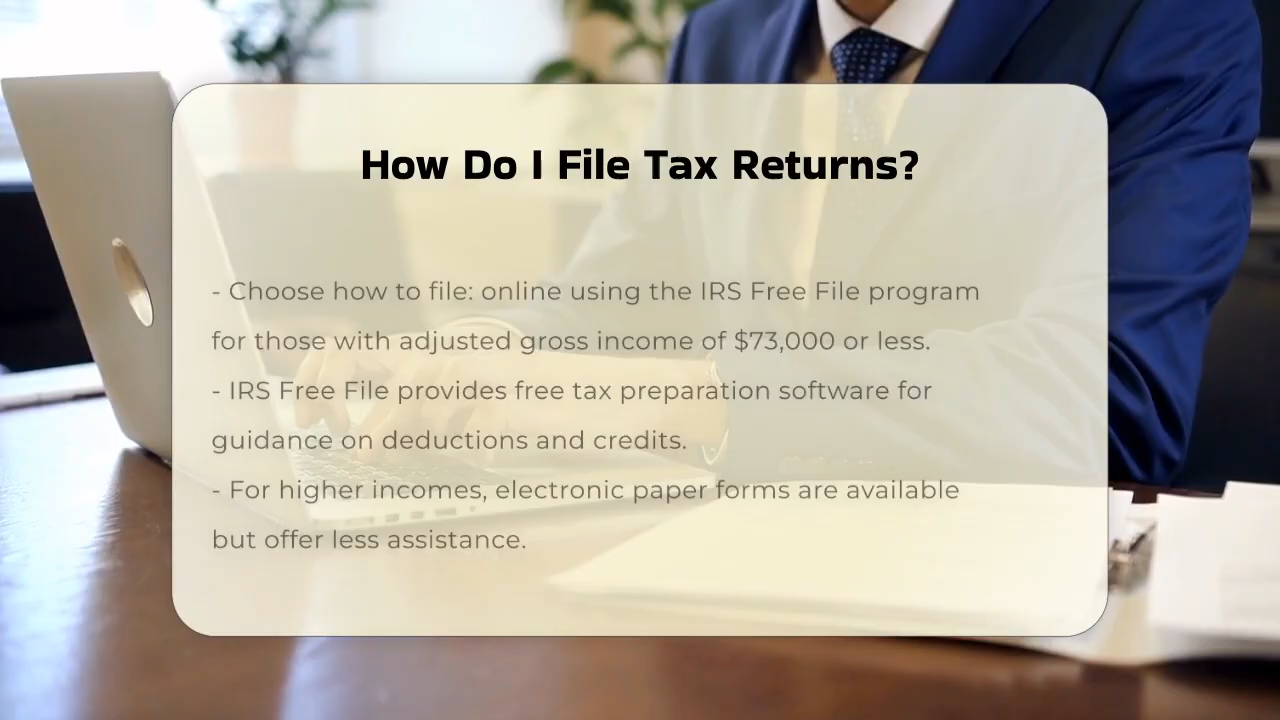 How Do I File Tax Returns?
- Choose how to file: online using the IRS Free File program
for those with adjusted gross income of $73,000 or less.
- IRS Free File provides free tax preparation software for
guidance on deductions and credits.
- For higher incomes, electronic paper forms are available
but offer less assistance.